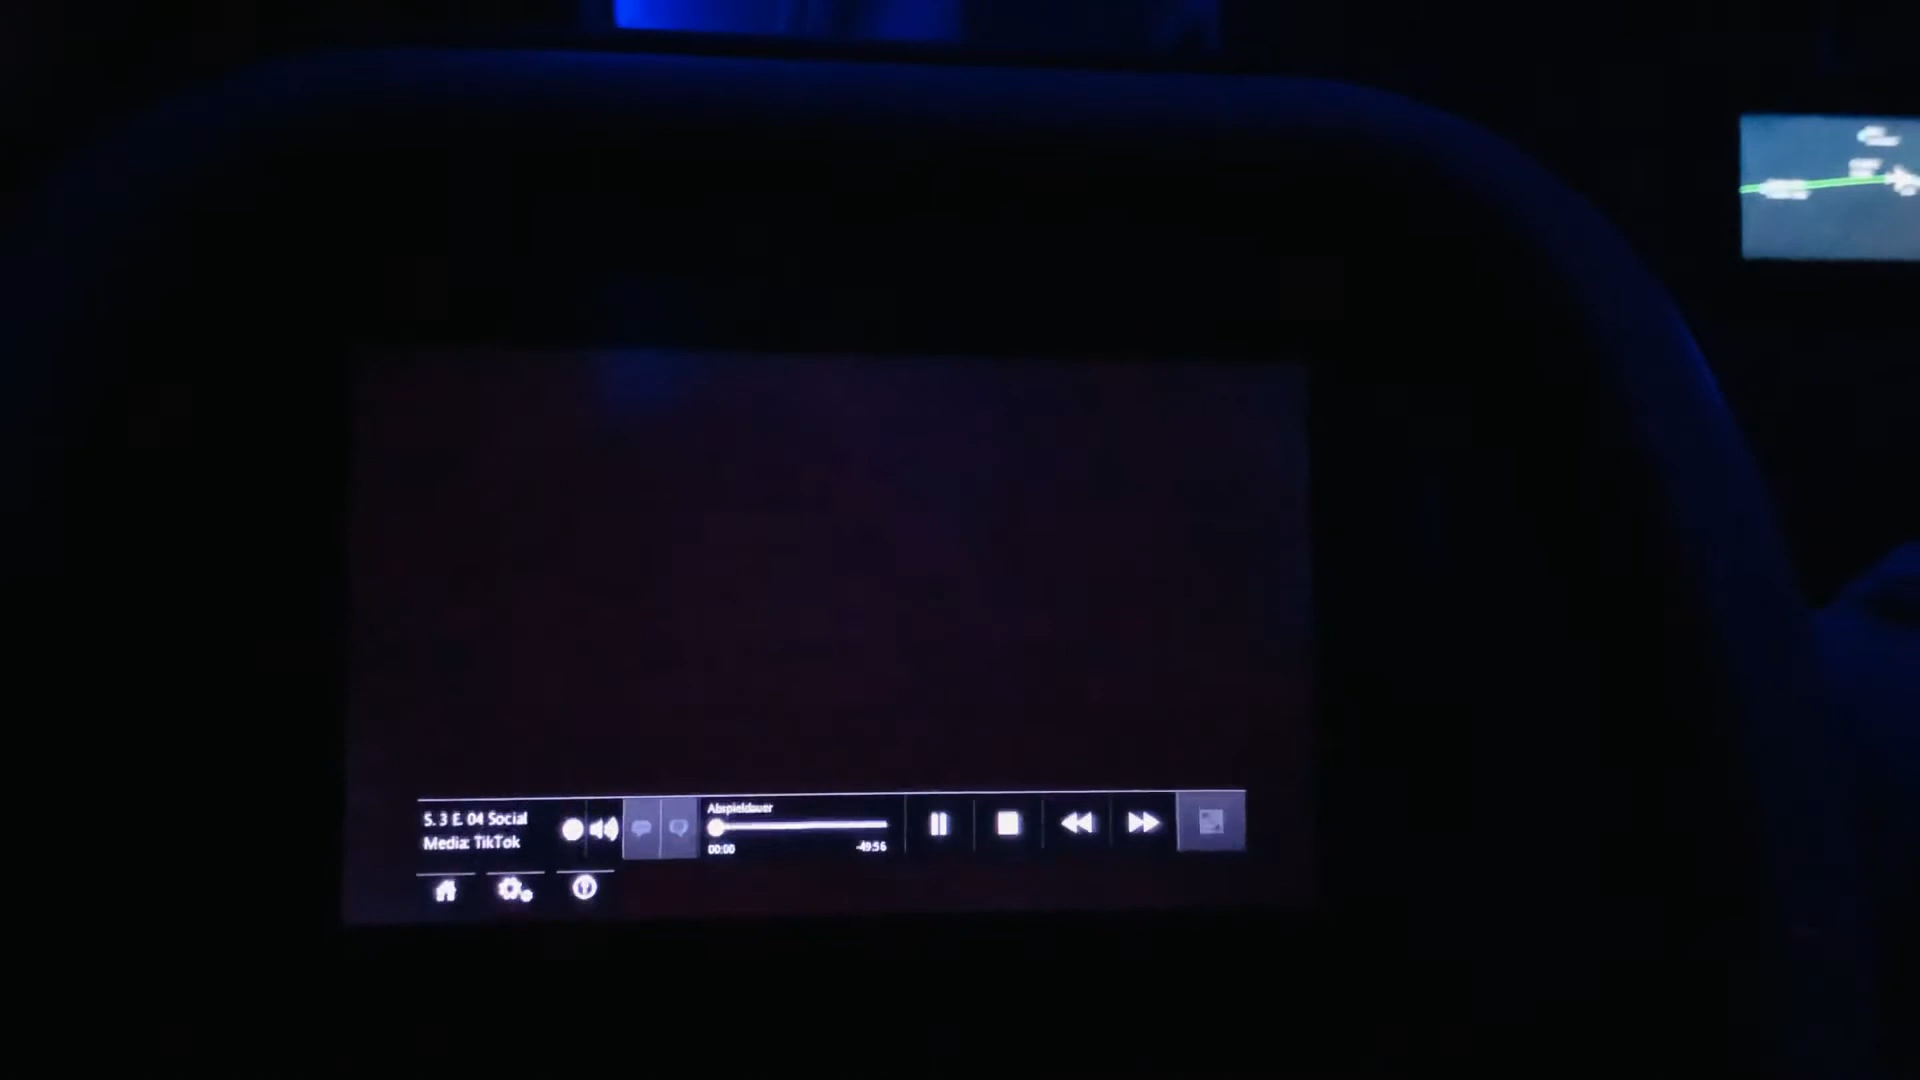 S. 3 E. 04 Social
Media: TikTok
Abspieldauer
00:00
-49:56